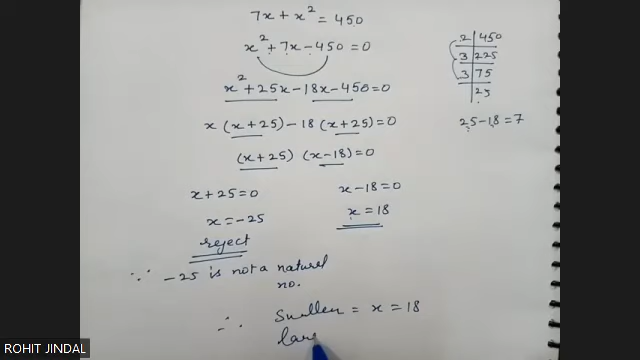 7x + x² = 450
x² + 7x - 450 = 0
x² + 25x - 18x - 450 = 0
x (x + 25) - 18 (x + 25) = 0
(x + 25) (x - 18) = 0
x + 25 = 0
x = -25
reject
x - 18 = 0
x = 18
∵ -25 is not a natural
no.
∴ Smaller = x = 18
2 | 450
3 | 225
3 | 75
25
25 - 18 = 7
ROHIT JINDAL